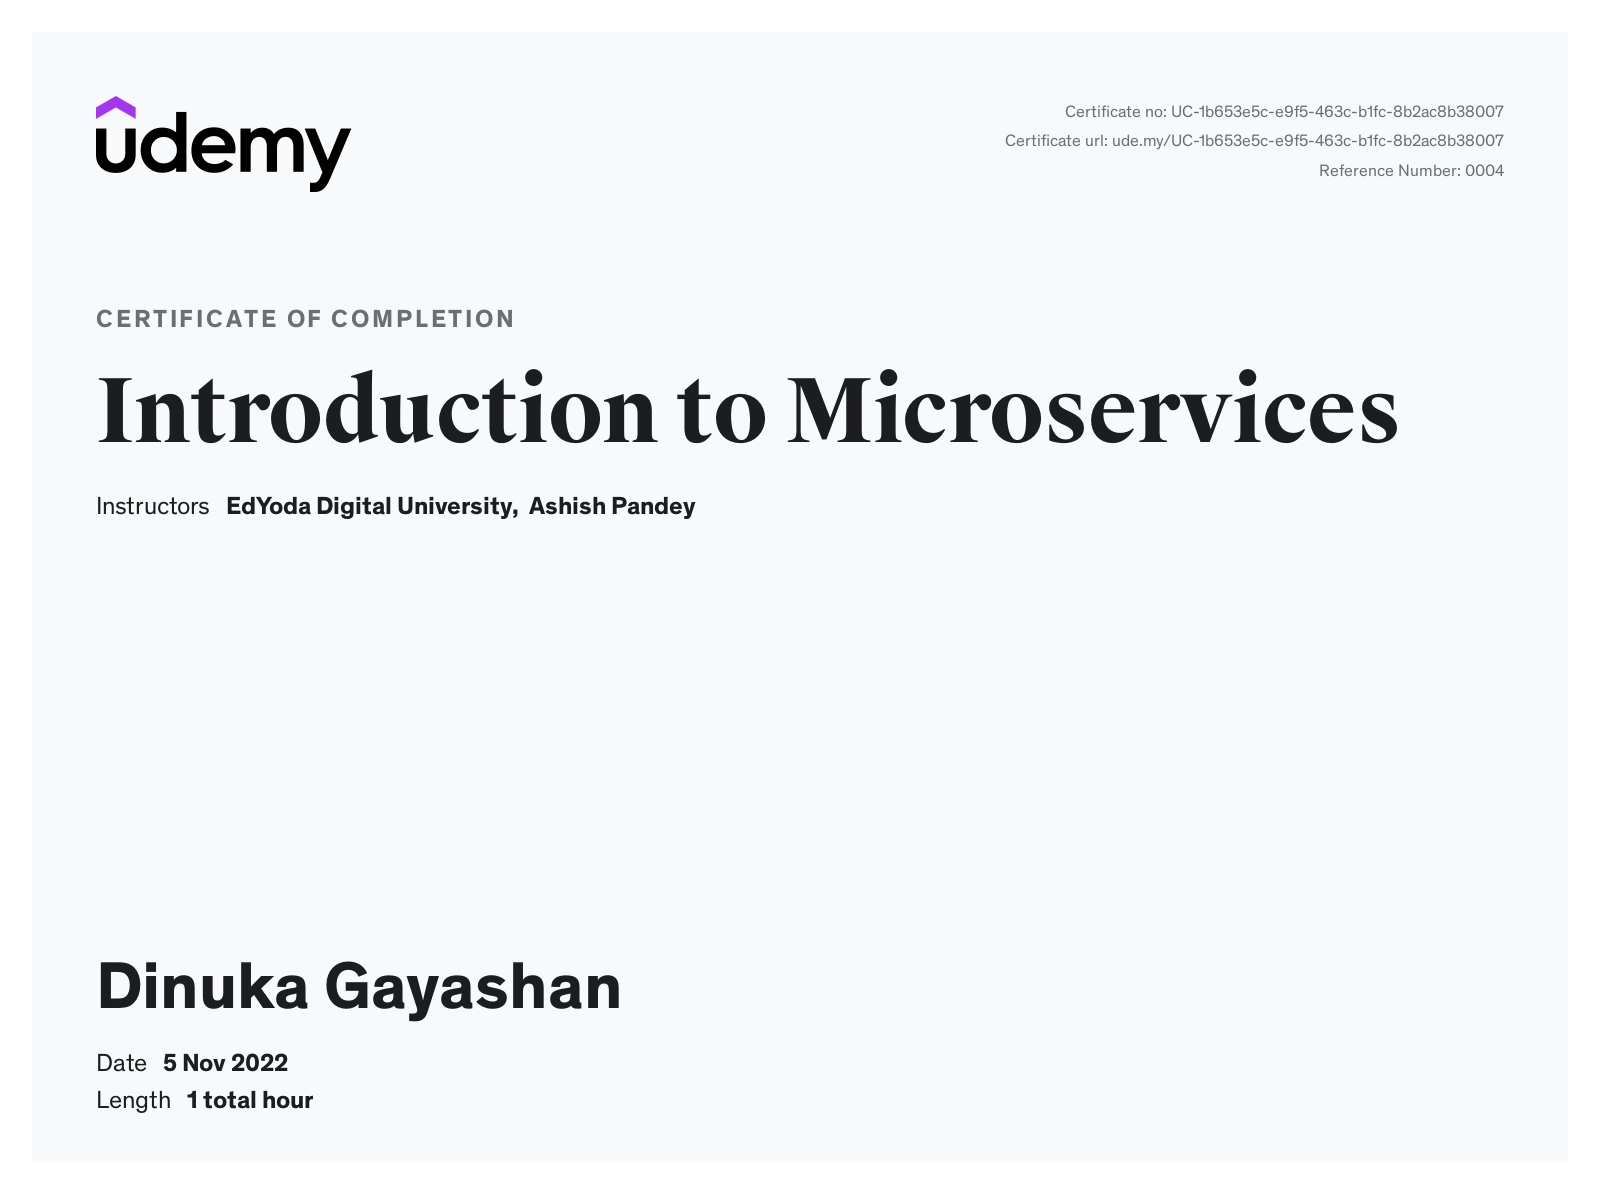 udemy
Certificate no: UC-1b653e5c-e9f5-463c-b1fc-8b2ac8b38007
Certificate url: ude.my/UC-1b653e5c-e9f5-463c-b1fc-8b2ac8b38007
Reference Number: 0004
CERTIFICATE OF COMPLETION
Introduction to Microservices
Instructors EdYoda Digital University, Ashish Pandey
Dinuka Gayashan
Date 5 Nov 2022
Length 1 total hour